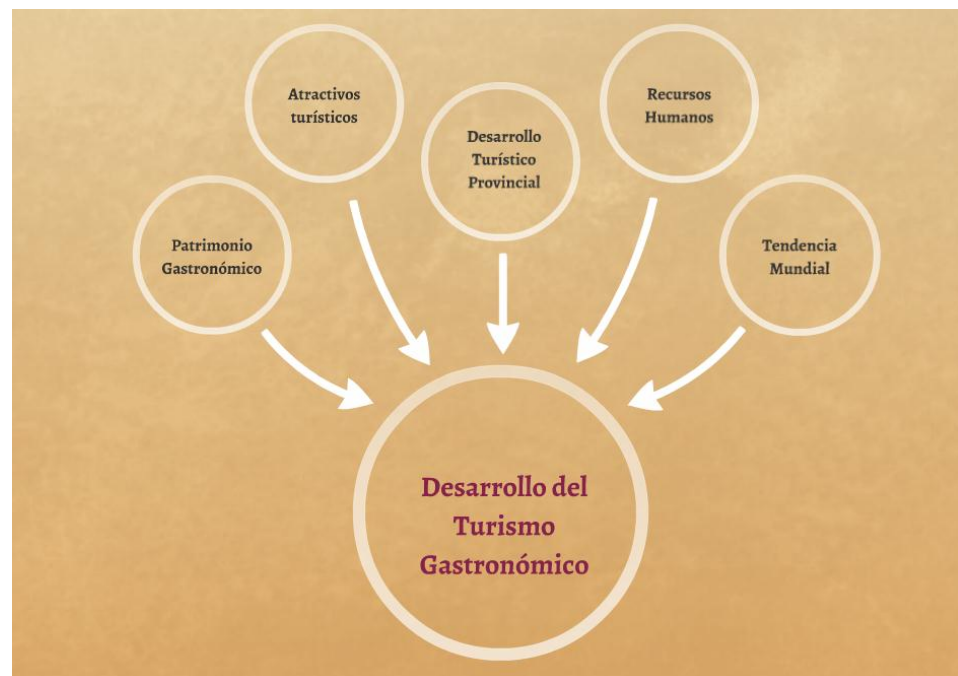 Atractivos
turísticos
Desarrollo
Turístico
Provincial
Recursos
Humanos
Patrimonio
Gastronómico
Tendencia
Mundial
Desarrollo del
Turismo
Gastronómico